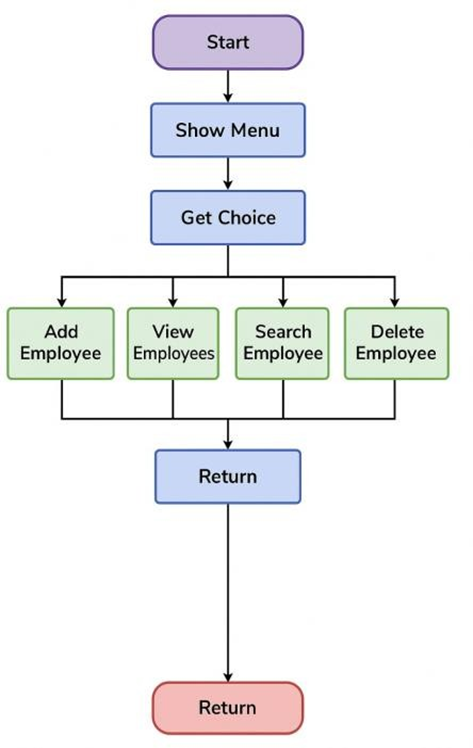 Start
Show Menu
Get Choice
Add
Employee
View
Employees
Search
Employee
Delete
Employee
Return
Return